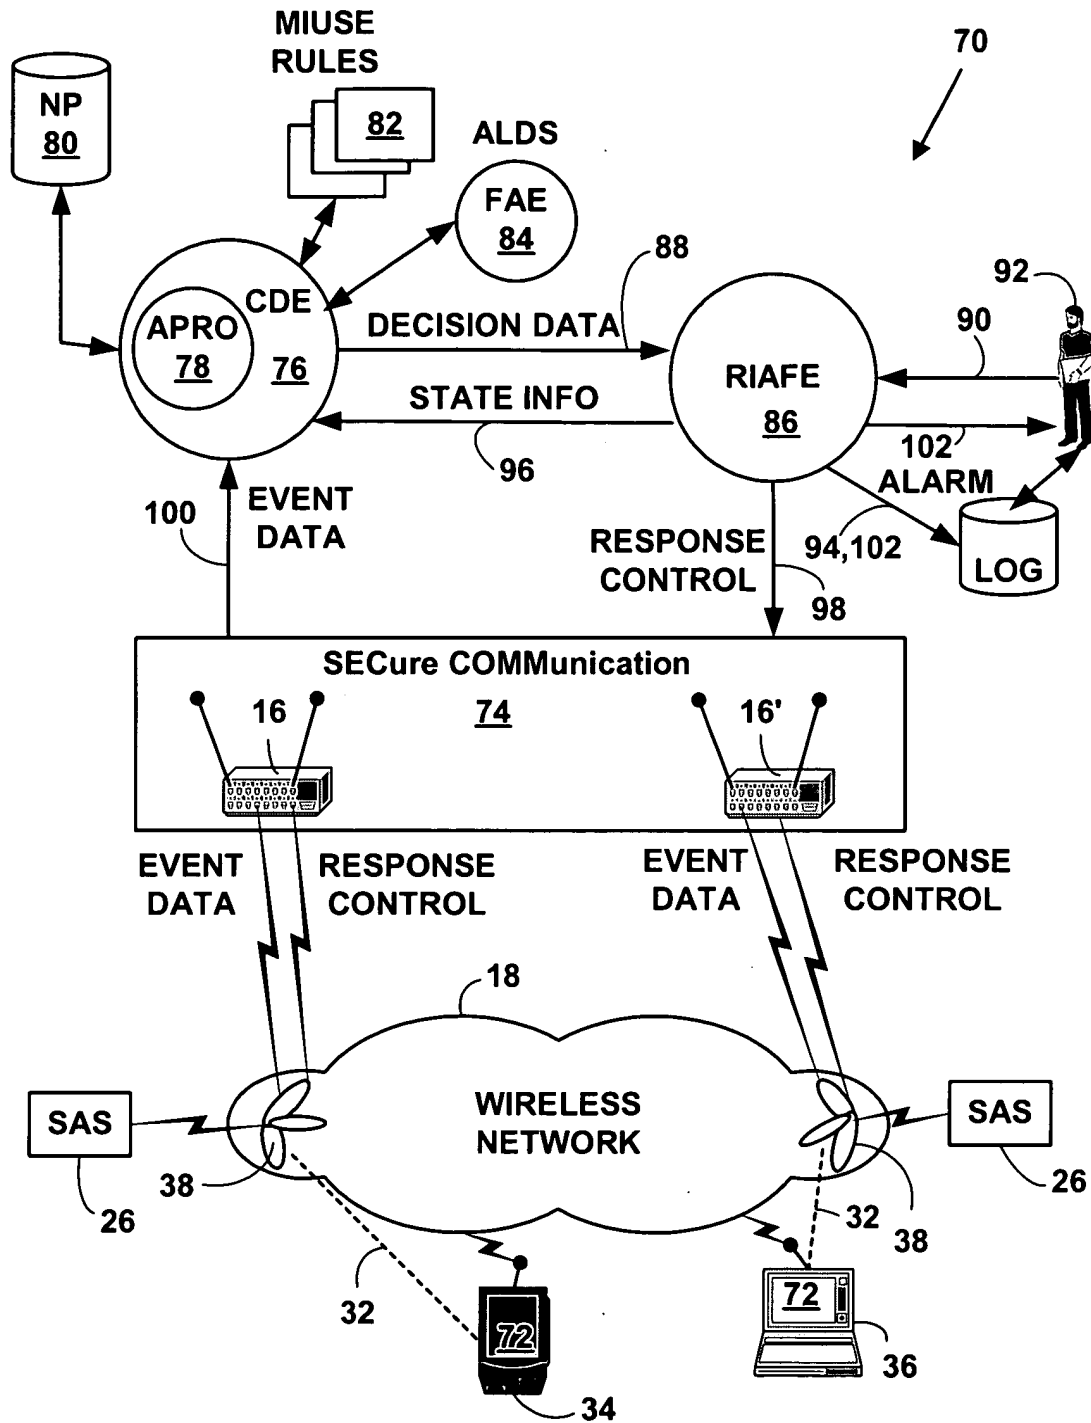 MIUSE
RULES
70
NP
80
82
ALDS
FAE
84
88
92
CDE
APRO
78
76
DECISION DATA
90
RIAFE
86
STATE INFO
96
102
ALARM
100
EVENT
DATA
RESPONSE
CONTROL
94,102
LOG
98
SECure COMMunication
74
16
16'
EVENT
DATA
RESPONSE
CONTROL
EVENT
DATA
RESPONSE
CONTROL
18
WIRELESS
NETWORK
SAS
SAS
38
26
26
32
38
32
72
72
36
34